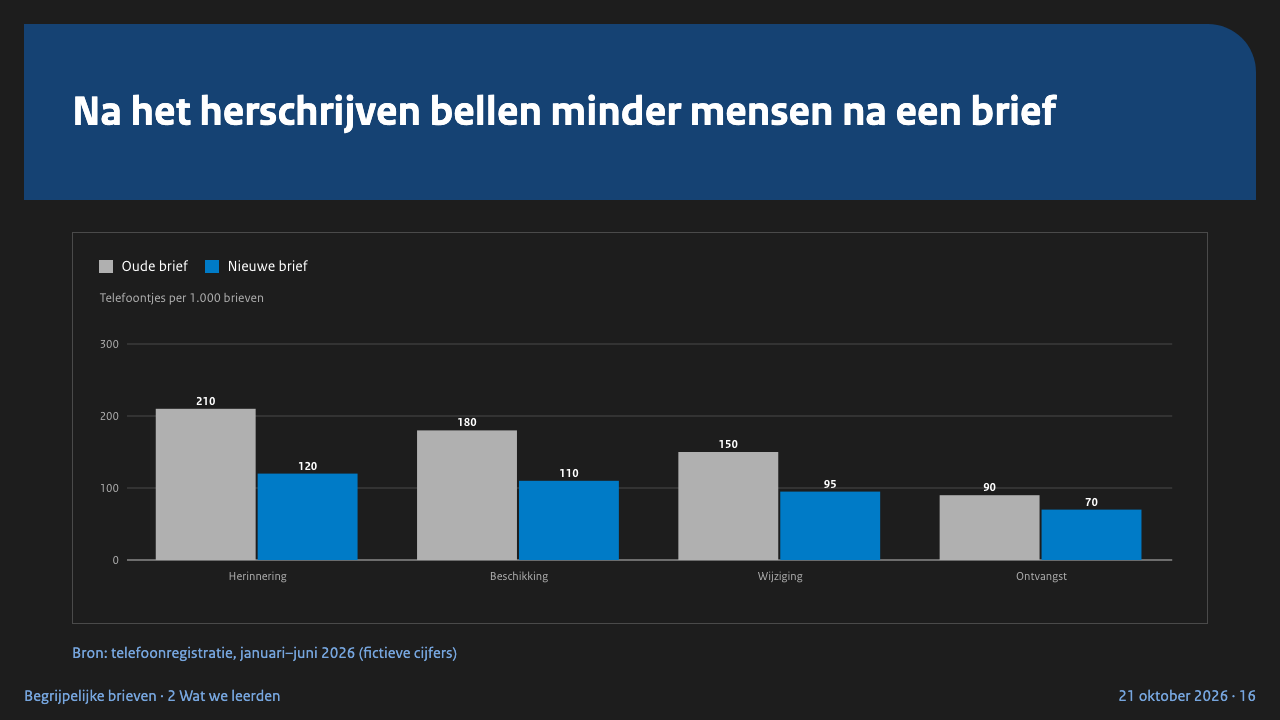 Na het herschrijven bellen minder mensen na een brief
Oude brief
Nieuwe brief
Telefoontjes per 1.000 brieven
300
200
100
0
210
120
180
110
150
95
90
70
Herinnering
Beschikking
Wijziging
Ontvangst
Bron: telefoonregistratie, januari–juni 2026 (fictieve cijfers)
Begrijpelijke brieven · 2 Wat we leerden
21 oktober 2026 · 16